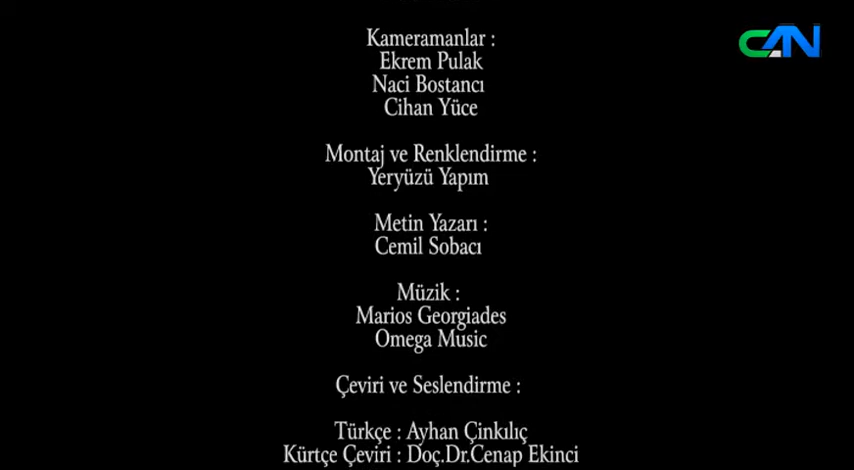 CAN
Kameramanlar :
Ekrem Pulak
Naci Bostancı
Cihan Yüce
Montaj ve Renklendirme :
Yeryüzü Yapım
Metin Yazarı :
Cemil Sobacı
Müzik :
Marios Georgiades
Omega Music
Çeviri ve Seslendirme :
Türkçe : Ayhan Çinkılıç
Kürtçe Çeviri : Doç.Dr.Cenap Ekinci